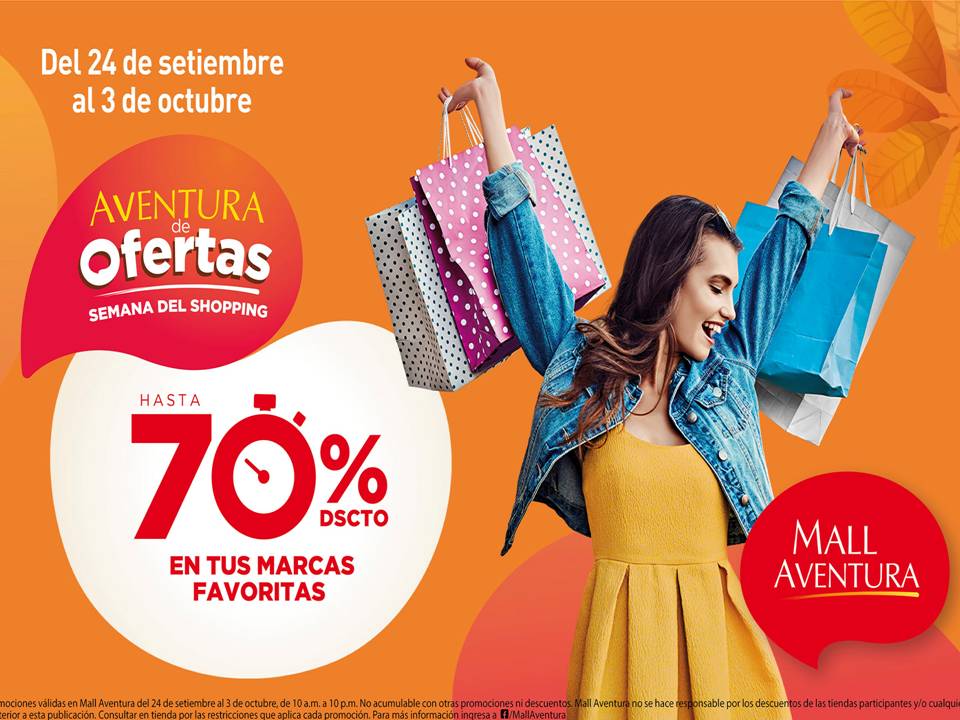 Del 24 de setiembre
al 3 de octubre
AVENTURA
de
Ofertas
SEMANA DEL SHOPPING
HASTA
70%
DSCTO
EN TUS MARCAS
FAVORITAS
MALL
AVENTURA
mociones válidas en Mall Aventura del 24 de setiembre al 3 de octubre, de 10 a.m. a 10 p.m. No acumulable con otras promociones ni descuentos. Mall Aventura no se hace responsable por los descuentos de las tiendas participantes y/o cualquie
terior a esta publicación. Consultar en tienda por las restricciones que aplica cada promoción. Para más información ingresa a f/MallAventura